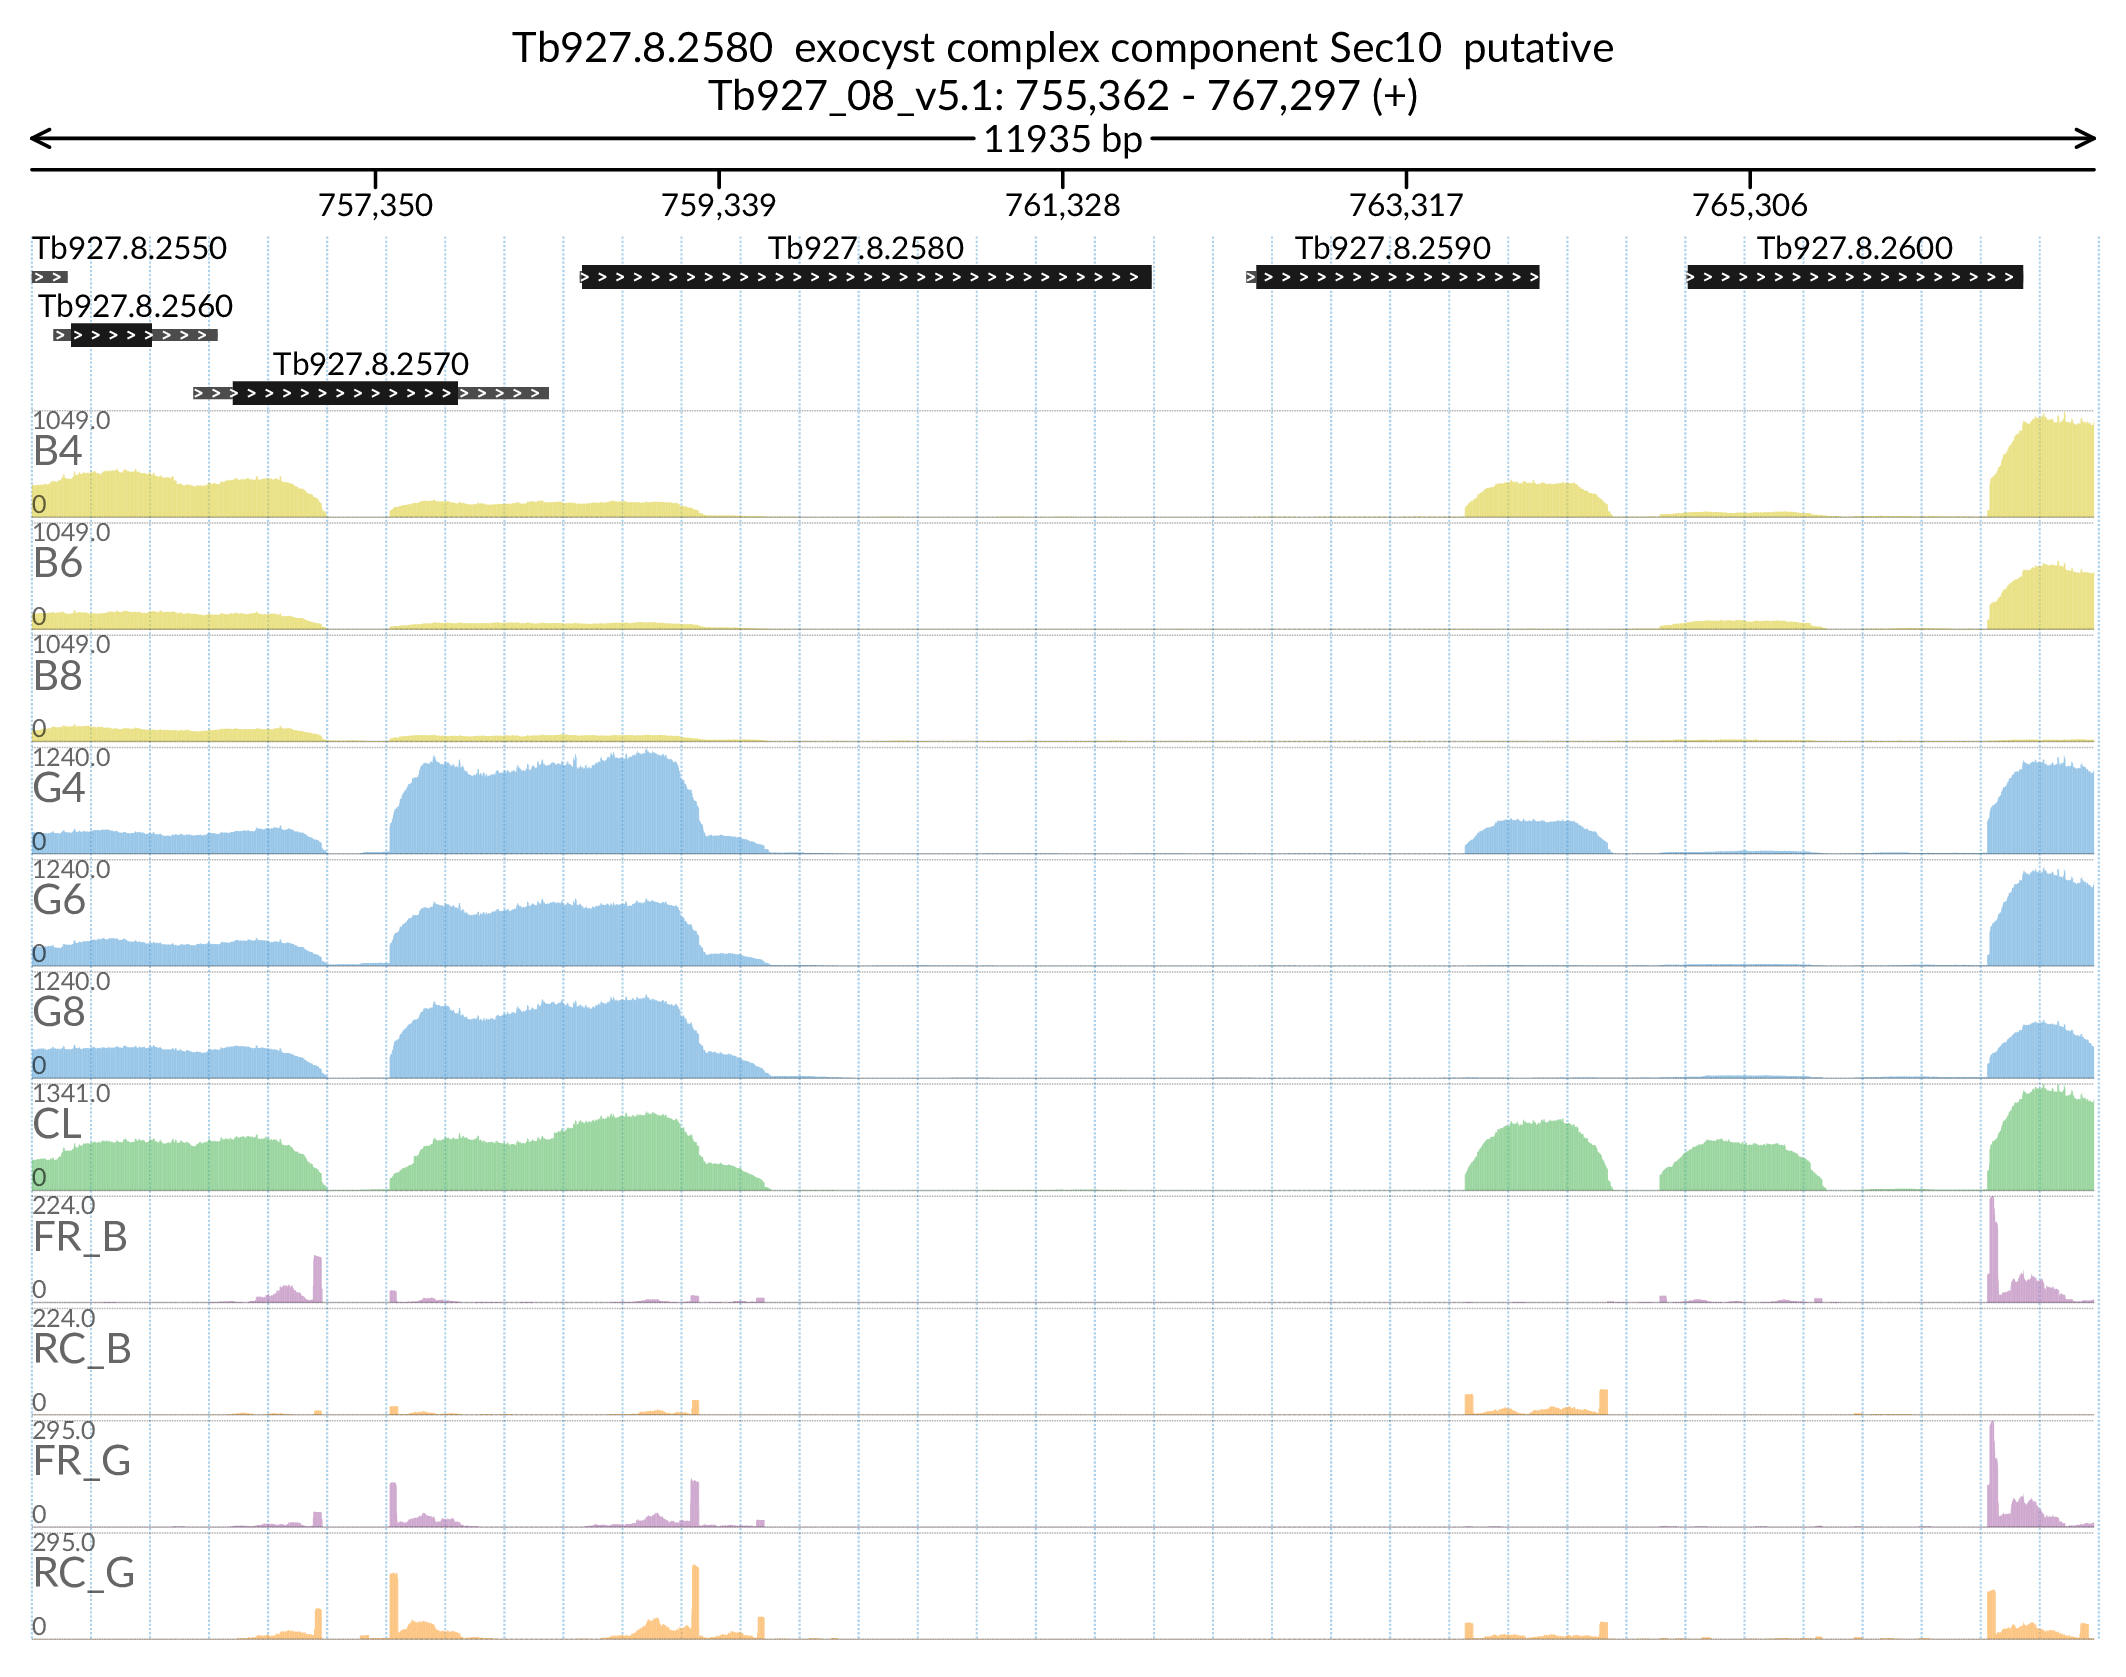 Tb927.8.2580  exocyst complex component Sec10  putative
Tb927_08_v5.1: 755,362 - 767,297 (+)
11935 bp
757,350 759,339 761,328 763,317 765,306
Tb927.8.2550 Tb927.8.2580 Tb927.8.2590 Tb927.8.2600
Tb927.8.2560
Tb927.8.2570
1049.0
B4
0
1049.0
B6
0
1049.0
B8
0
1240.0
G4
0
1240.0
G6
0
1240.0
G8
0
1341.0
CL
0
224.0
FR_B
0
224.0
RC_B
0
295.0
FR_G
0
295.0
RC_G
0